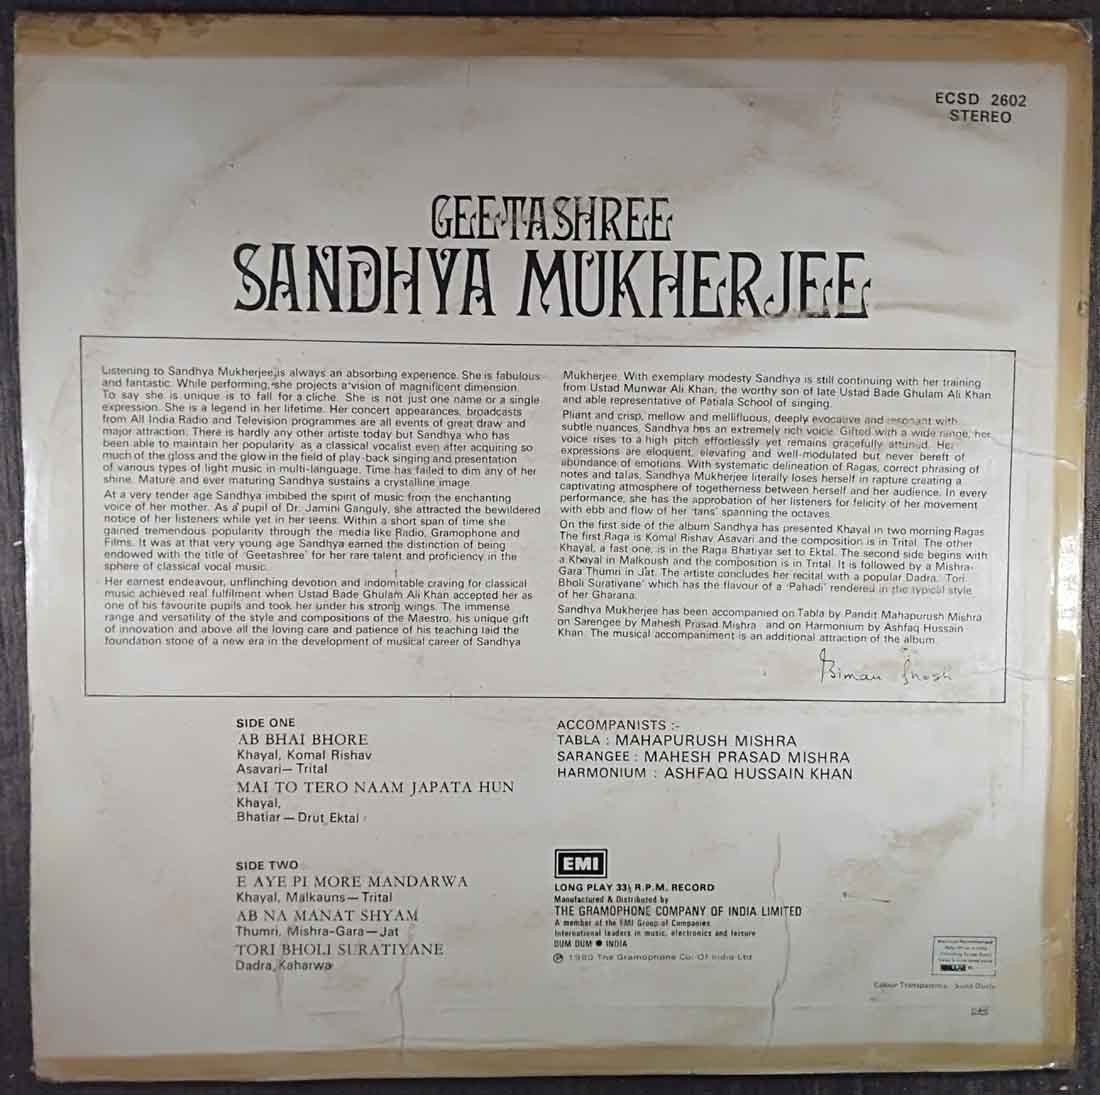 ECSD 2602
STEREO
GEETASHREE
SANDHYA MUKHERJEE
Listening to Sandhya Mukherjee, is always an absorbing experience. She is fabulous
and fantastic. While performing, she projects a vision of magnificent dimension.
To say she is unique is to fall for a cliche. She is not just one name or a single
expression. She is a legend in her lifetime. Her concert appearances, broadcasts
from All India Radio and Television programmes are all events of great draw and
major attraction. There is hardly any other artiste today but Sandhya who has
been able to maintain her popularity as a classical vocalist even after acquiring so
much of the gloss and the glow in the field of play-back singing and presentation
of various types of light music in multi-language. Time has failed to dim any of her
shine. Mature and ever maturing Sandhya sustains a crystalline image.
At a very tender age Sandhya imbibed the spirit of music from the enchanting
voice of her mother. As a pupil of Dr. Jamini Ganguly, she attracted the bewildered
notice of her listeners while yet in her teens. Within a short span of time she
gained tremendous popularity through the media like Radio, Gramophone and
Films. It was at that very young age Sandhya earned the distinction of being
endowed with the title of 'Geetashree' for her rare talent and proficiency in the
sphere of classical vocal music.
Her earnest endeavour, unflinching devotion and indomitable craving for classical
music achieved real fulfilment when Ustad Bade Ghulam Ali Khan accepted her as
one of his favourite pupils and took her under his strong wings. The immense
range and versatility of the style and compositions of the Maestro, his unique gift
of innovation and above all the loving care and patience of his teaching laid the
foundation stone of a new era in the development of musical career of Sandhya
Mukherjee. With exemplary modesty Sandhya is still continuing with her training
from Ustad Munwar Ali Khan, the worthy son of late Ustad Bade Ghulam Ali Khan
and able representative of Patiala School of singing.
Pliant and crisp, mellow and mellifluous, deeply evocative and resonant with
subtle nuances, Sandhya has an extremely rich voice. Gifted with a wide range, her
voice rises to a high pitch effortlessly yet remains gracefully attuned. Her
expressions are eloquent, elevating and well-modulated but never bereft of
abundance of emotions. With systematic delineation of Ragas, correct phrasing of
notes and talas, Sandhya Mukherjee literally loses herself in rapture creating a
captivating atmosphere of togetherness between herself and her audience. In every
performance, she has the approbation of her listeners for felicity of her movement
with ebb and flow of her 'tans' spanning the octaves.
On the first side of the album Sandhya has presented Khayal in two morning Ragas
The first Raga is Komal Rishav Asavari and the composition is in Trital. The other
Khayal, a fast one, is in the Raga Bhatiyar set to Ektal. The second side begins with
a Khayal in Malkoush and the composition is in Trital. It is followed by a Mishra-
Gara Thumri in Jat. The artiste concludes her recital with a popular Dadra, 'Tori
Bholi Suratiyane' which has the flavour of a 'Pahadi' rendered in the typical style
of her Gharana.
Sandhya Mukherjee has been accompanied on Tabla by Pandit Mahapurush Mishra
on Sarengee by Mahesh Prasad Mishra and on Harmonium by Ashfaq Hussain
Khan. The musical accompaniment is an additional attraction of the album.
Biman Ghosh
SIDE ONE
AB BHAI BHORE
Khayal, Komal Rishav
Asavari— Trital
MAI TO TERO NAAM JAPATA HUN
Khayal,
Bhatiar — Drut Ektal
SIDE TWO
E AYE PI MORE MANDARWA
Khayal, Malkauns— Trital
AB NA MANAT SHYAM
Thumri, Mishra-Gara— Jat
TORI BHOLI SURATIYANE
Dadra, Kaharwa
ACCOMPANISTS :-
TABLA : MAHAPURUSH MISHRA
SARANGEE : MAHESH PRASAD MISHRA
HARMONIUM : ASHFAQ HUSSAIN KHAN
EMI
LONG PLAY 33⅓ R.P.M. RECORD
Manufactured & Distributed by
THE GRAMOPHONE COMPANY OF INDIA LIMITED
A member of the EMI Group of Companies
International leaders in music, electronics and leisure
DUM DUM ● INDIA
℗ 1980 The Gramophone Co. Of India Ltd.
Colour Transparency